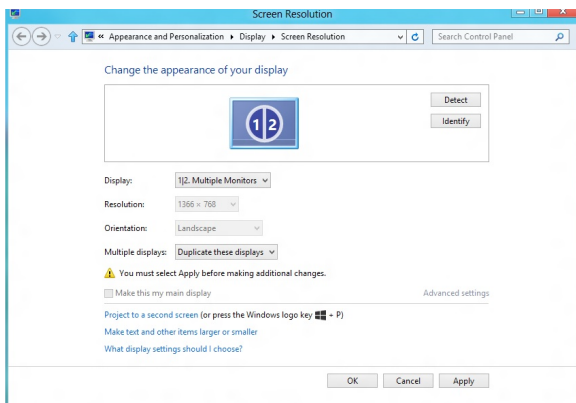 Screen Resolution
« Appearance and Personalization ▸ Display ▸ Screen Resolution Search Control Panel
Change the appearance of your display
Detect
1|2
Identify
Display: 1|2. Multiple Monitors
Resolution: 1366 × 768
Orientation: Landscape
Multiple displays: Duplicate these displays
You must select Apply before making additional changes.
Make this my main display Advanced settings
Project to a second screen (or press the Windows logo key + P)
Make text and other items larger or smaller
What display settings should I choose?
OK Cancel Apply